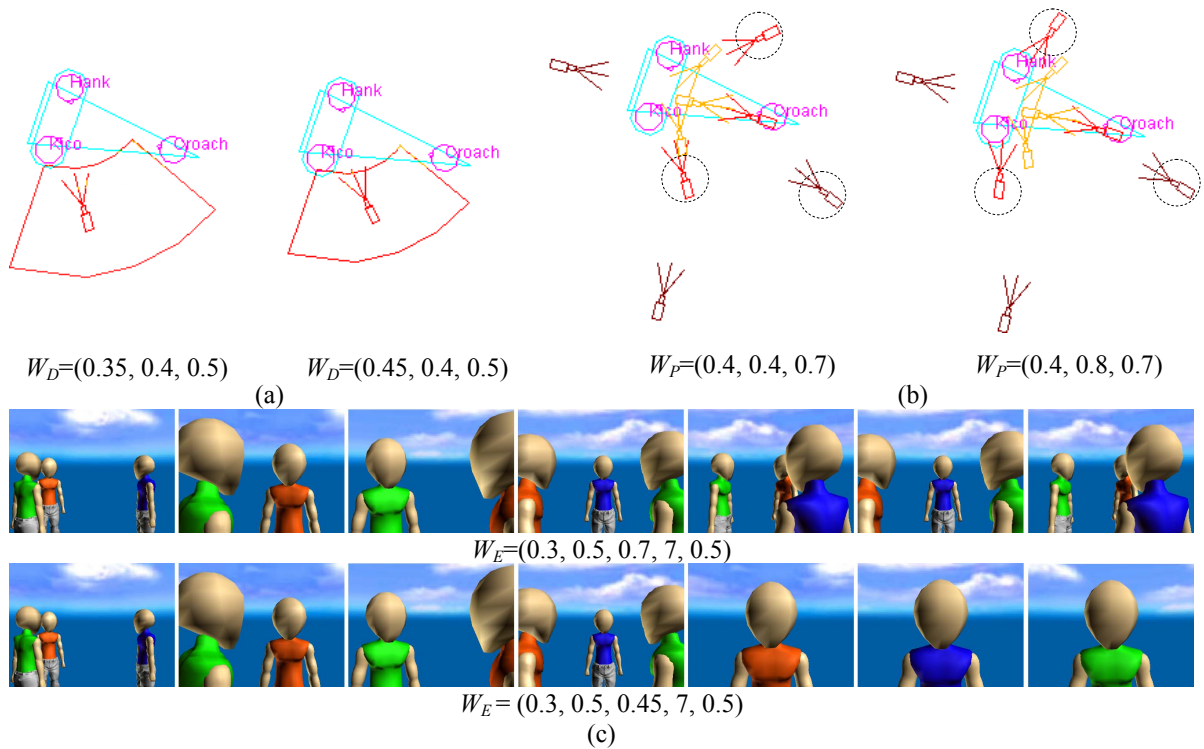 Hank
Kico
Croach
Hank
Kico
Croach
Hank
Kico
Croach
Hank
Kico
Croach
W_D=(0.35, 0.4, 0.5)
W_D=(0.45, 0.4, 0.5)
W_P=(0.4, 0.4, 0.7)
W_P=(0.4, 0.8, 0.7)
(a)
(b)
W_E=(0.3, 0.5, 0.7, 7, 0.5)
W_E= (0.3, 0.5, 0.45, 7, 0.5)
(c)